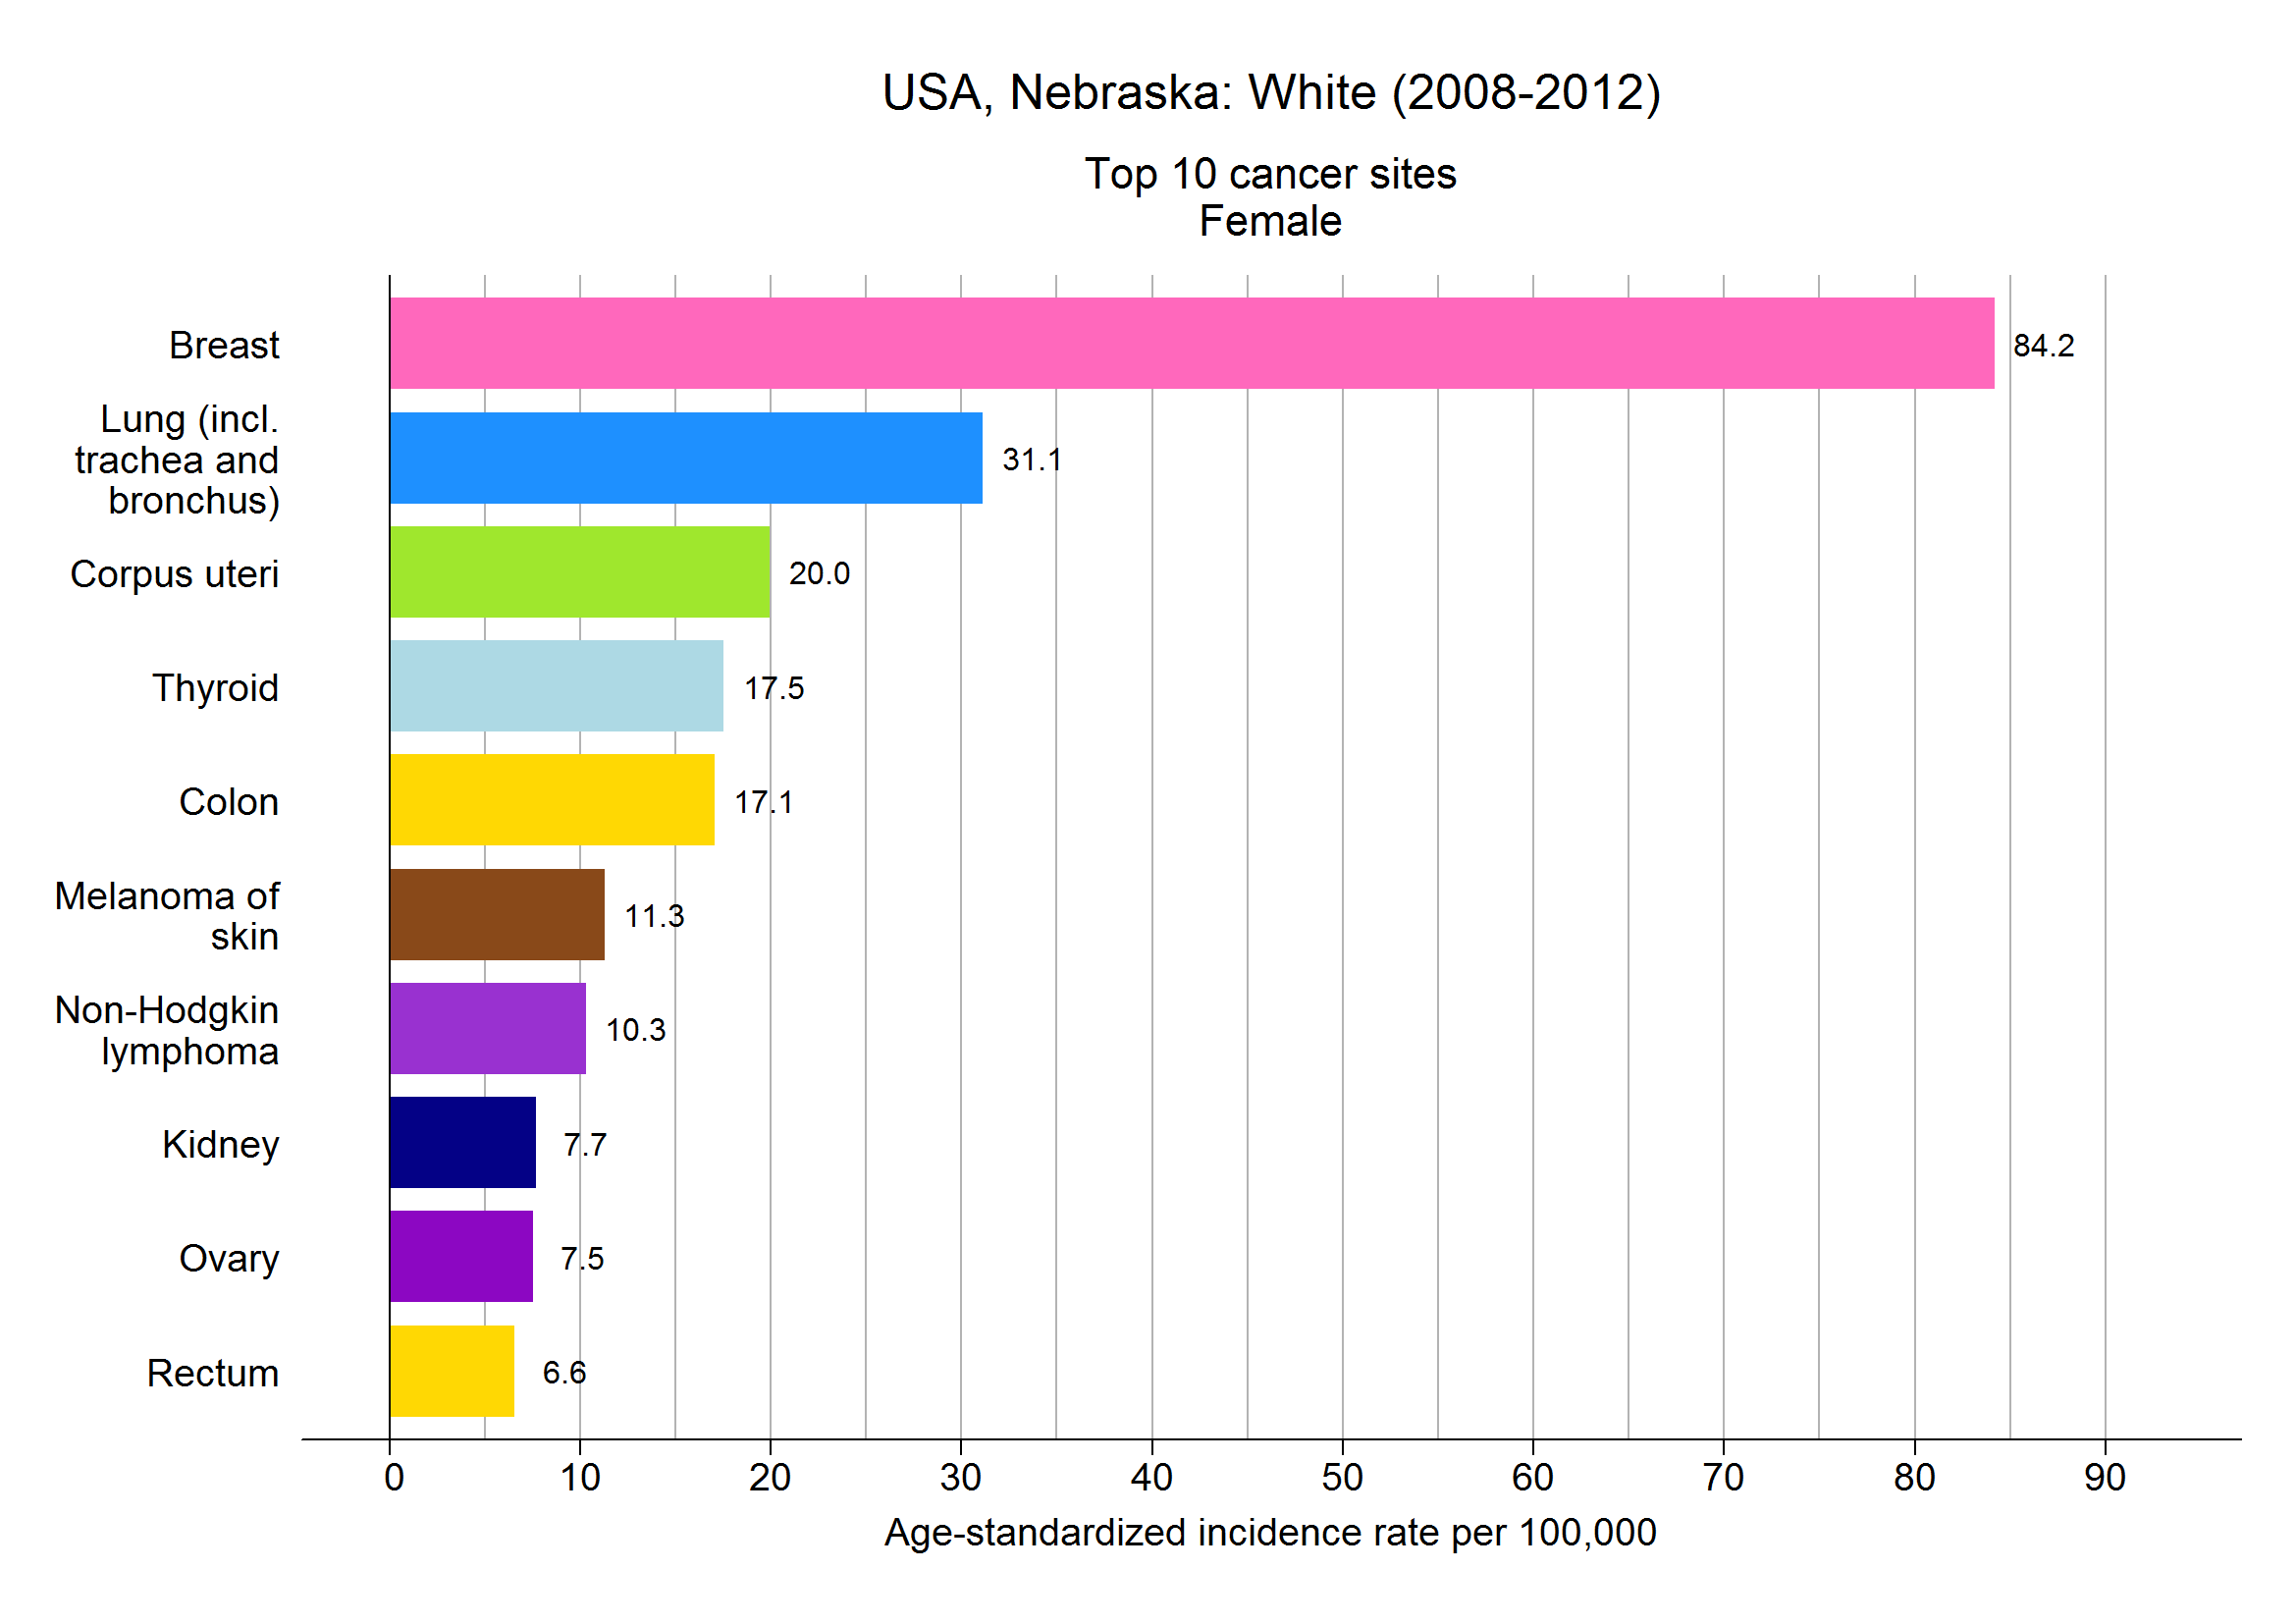 USA, Nebraska: White (2008-2012)
Top 10 cancer sites
Female
Breast
84.2
Lung (incl.
trachea and
bronchus)
31.1
Corpus uteri
20.0
Thyroid
17.5
Colon
17.1
Melanoma of
skin
11.3
Non-Hodgkin
lymphoma
10.3
Kidney
7.7
Ovary
7.5
Rectum
6.6
0 10 20 30 40 50 60 70 80 90
Age-standardized incidence rate per 100,000